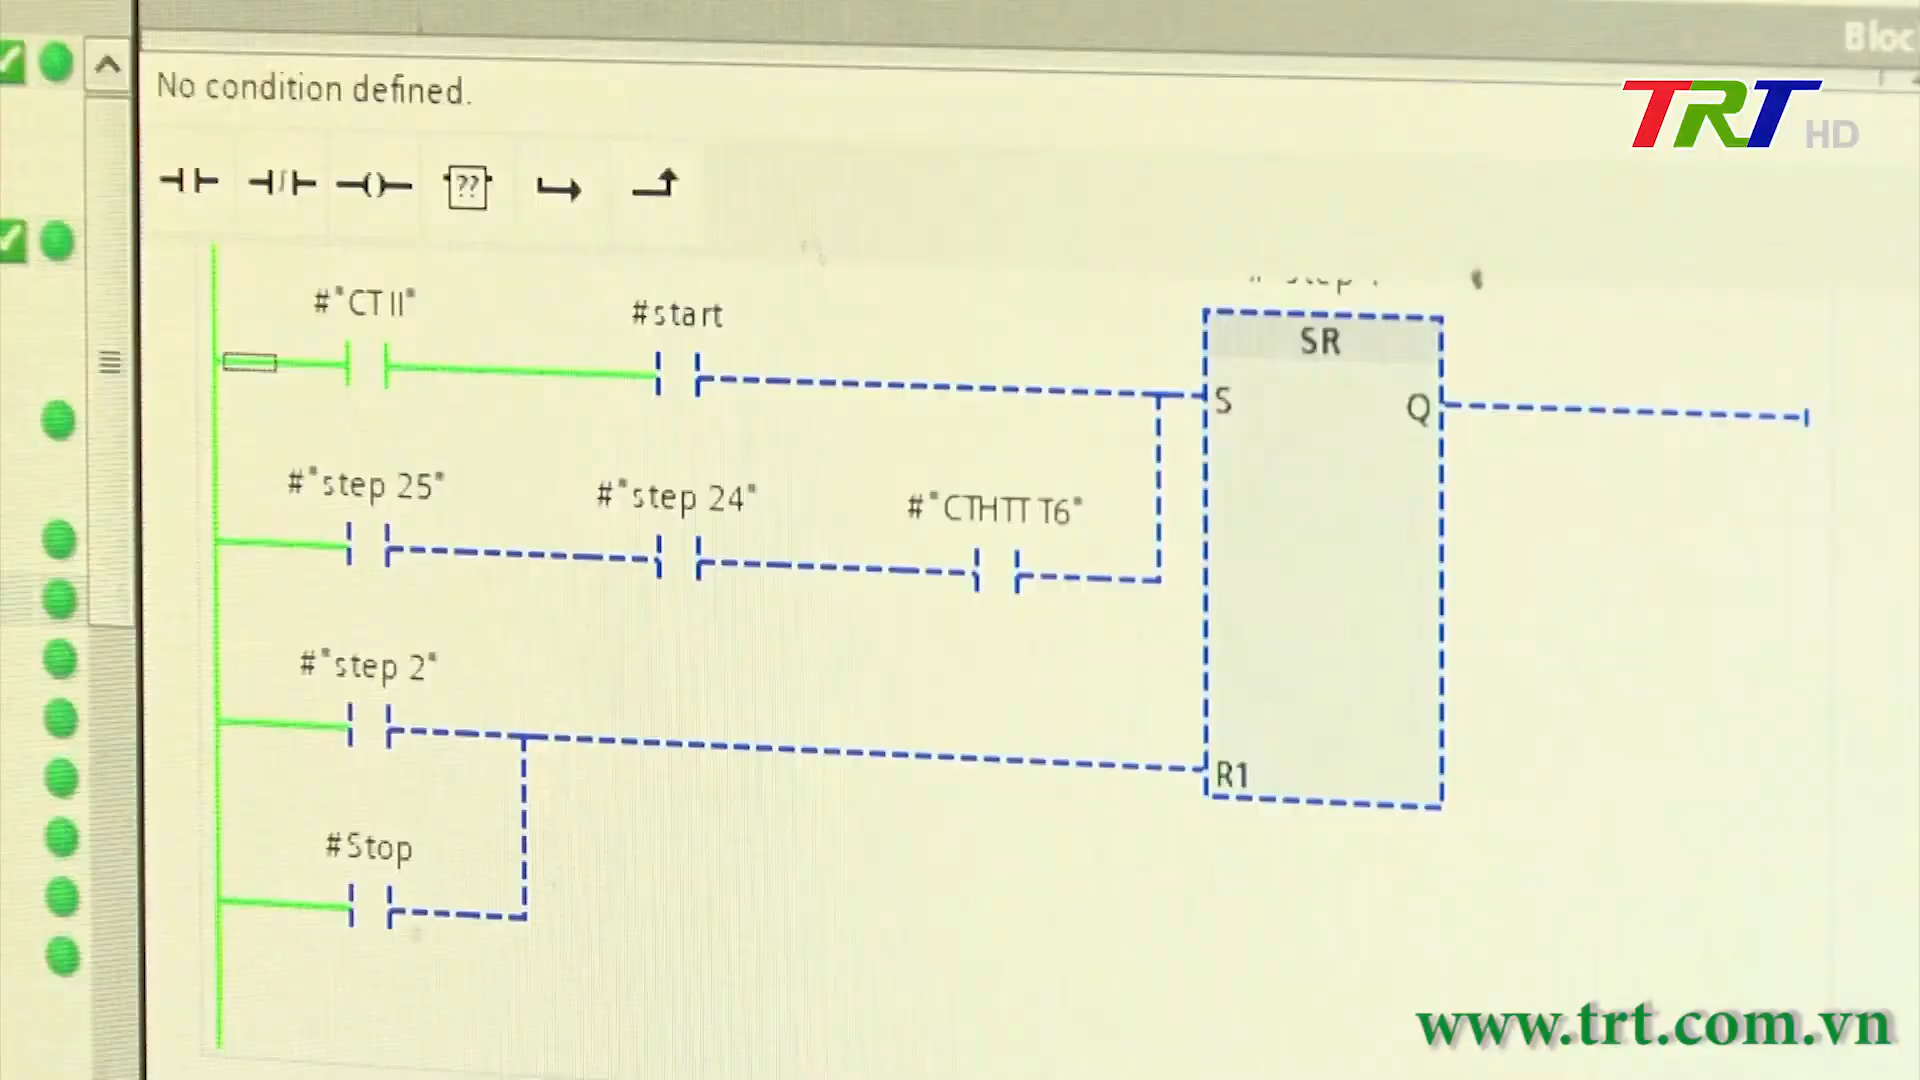 Bloc
No condition defined.
TRT HD
??
#"CT II"
#start
SR
S
Q
#"step 25"
#"step 24"
#"CTHTT T6"
#"step 2"
R1
#Stop
www.trt.com.vn